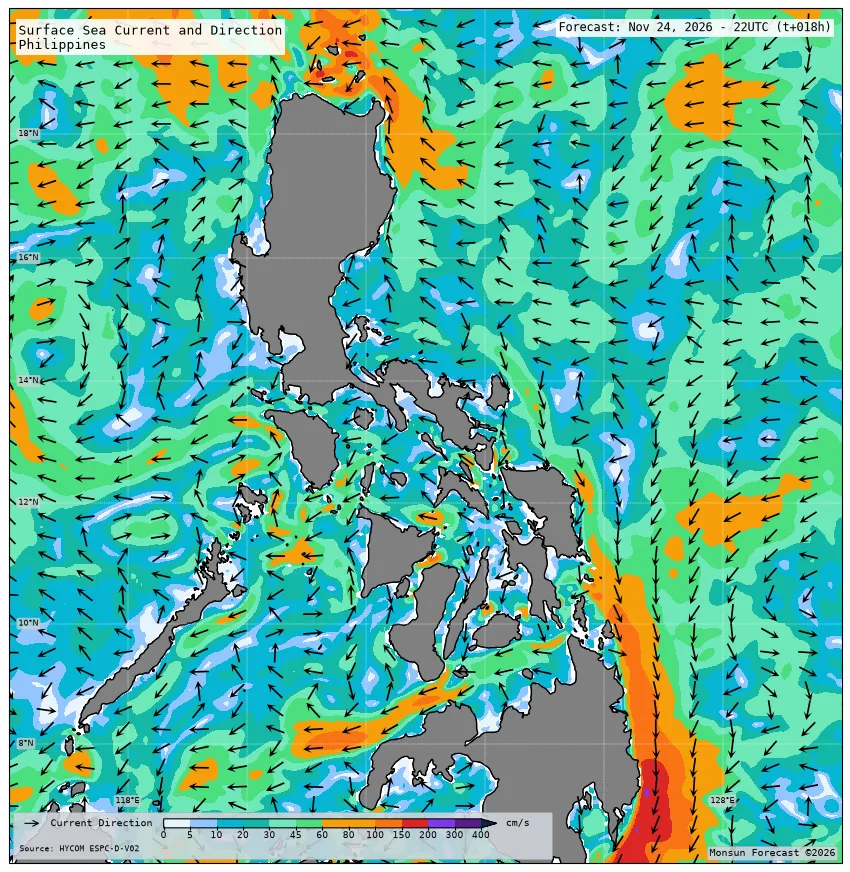 Surface Sea Current and Direction
Philippines
Forecast: Nov 24, 2026 - 22UTC (t+018h)
18°N
16°N
14°N
12°N
10°N
8°N
118°E
128°E
Current Direction
cm/s
0 5 10 20 30 45 60 80 100 150 200 300 400
Source: HYCOM ESPC-D-V02
Monsun Forecast ©2026